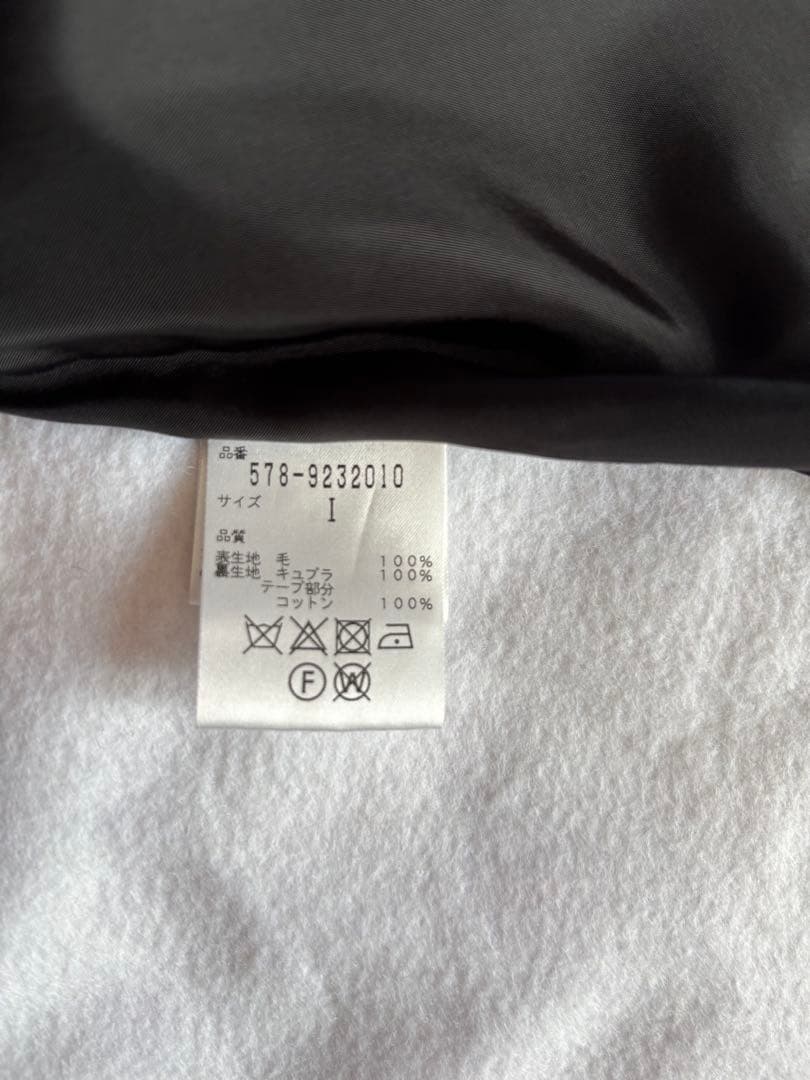 品番
578-9232010
サイズ
I
品質
表生地 毛 100%
裏生地 キュプラ 100%
テープ部分
コットン 100%
F
W